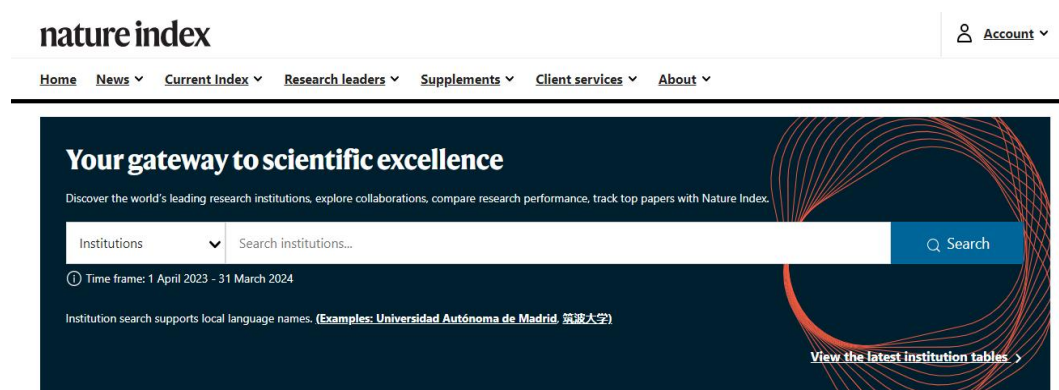 nature index
Account
Home News Current Index Research leaders Supplements Client services About
Your gateway to scientific excellence
Discover the world's leading research institutions, explore collaborations, compare research performance, track top papers with Nature Index.
Institutions Search institutions... Search
Time frame: 1 April 2023 - 31 March 2024
Institution search supports local language names. (Examples: Universidad Autónoma de Madrid, 筑波大学)
View the latest institution tables